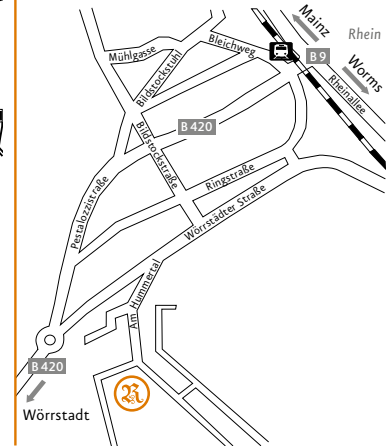 Mainz
Rhein
Bleichweg
Mühlgasse
B 9
Worms
Bildstockstuhl
Rheinallee
B 420
Bildstockstraße
Ringstraße
Pestalozzistraße
Wörrstädter Straße
Am Hummertal
B 420
R
Wörrstadt